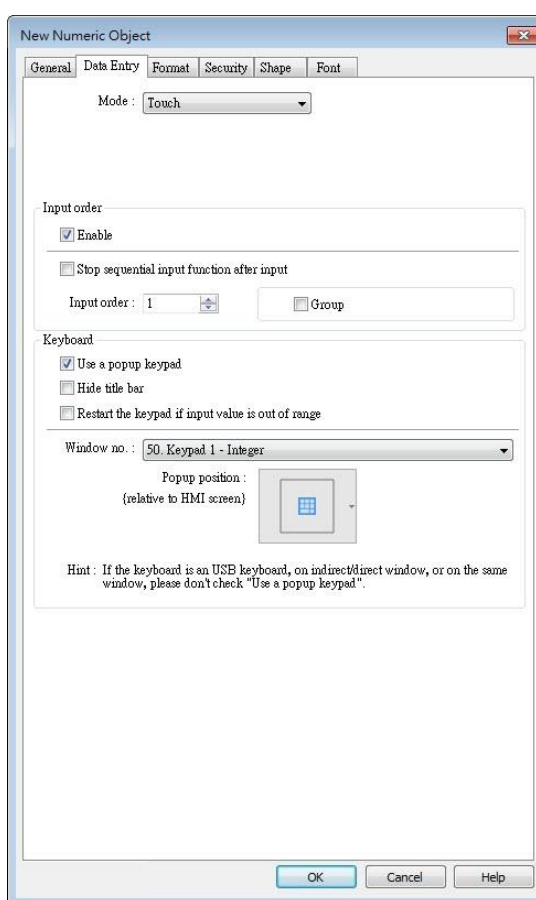 New Numeric Object
General Data Entry Format Security Shape Font
Mode : Touch
Input order
Enable
Stop sequential input function after input
Input order : 1 Group
Keyboard
Use a popup keypad
Hide title bar
Restart the keypad if input value is out of range
Window no. : 50. Keypad 1 - Integer
Popup position :
{relative to HMI screen}
Hint : If the keyboard is an USB keyboard, on indirect/direct window, or on the same
window, please don't check "Use a popup keypad".
OK Cancel Help